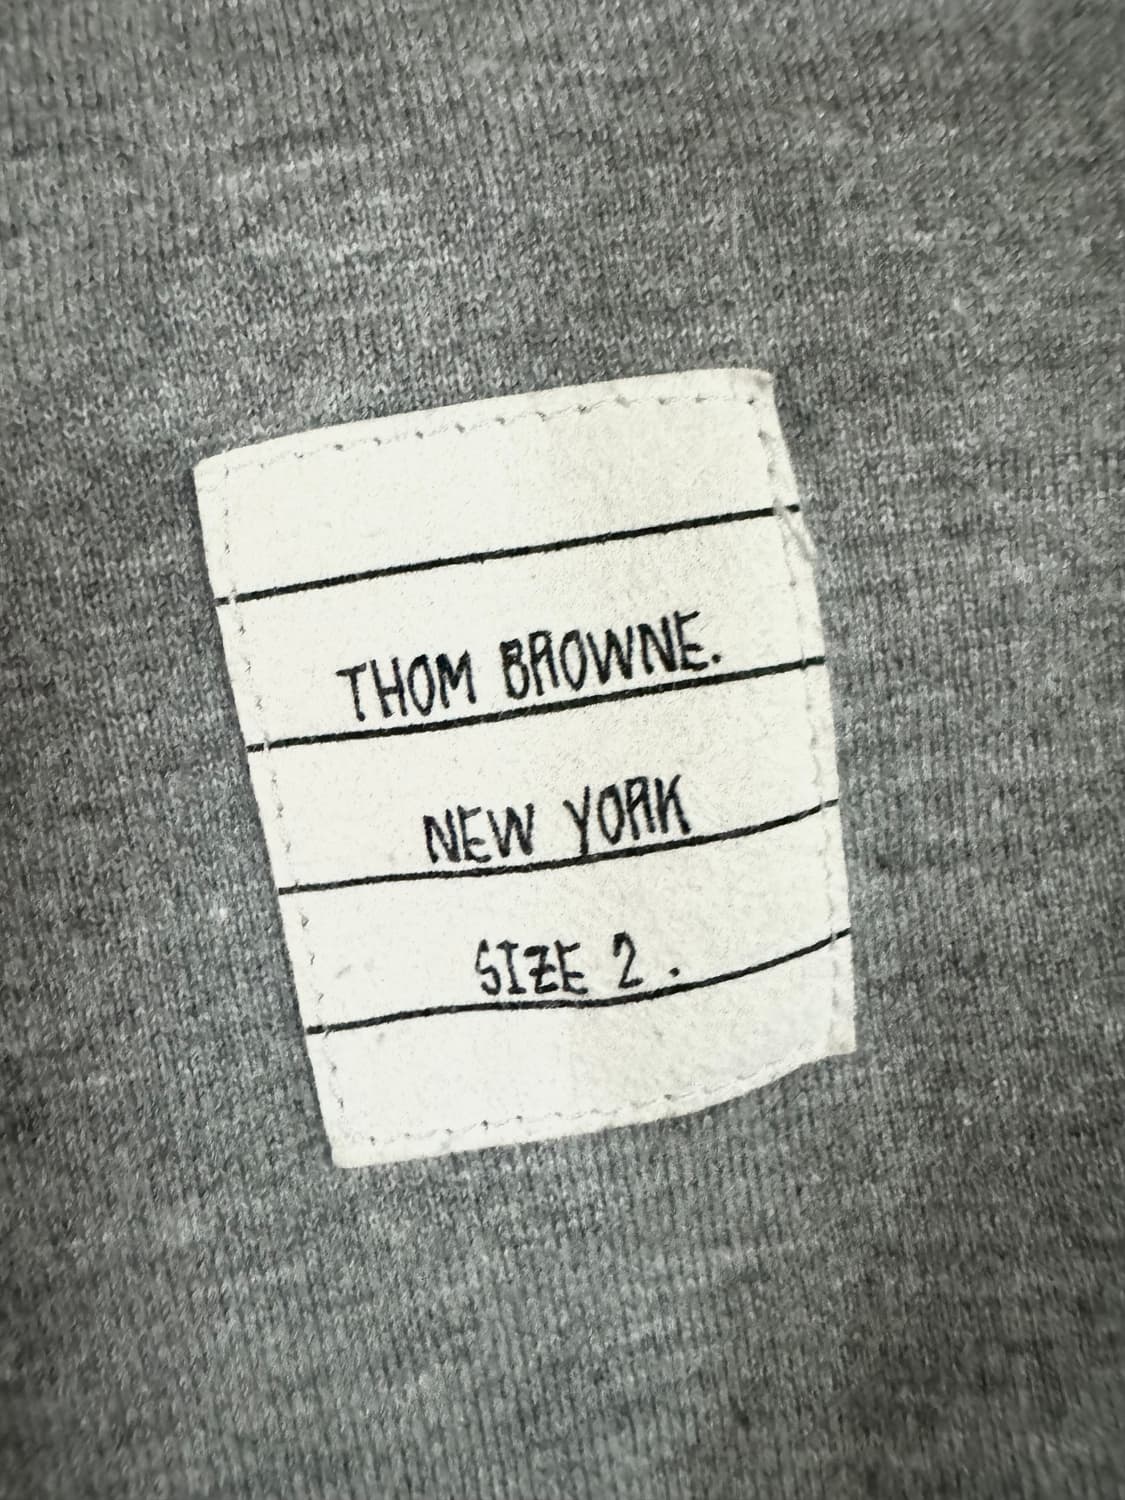 THOM BROWNE.
NEW YORK
SIZE 2.